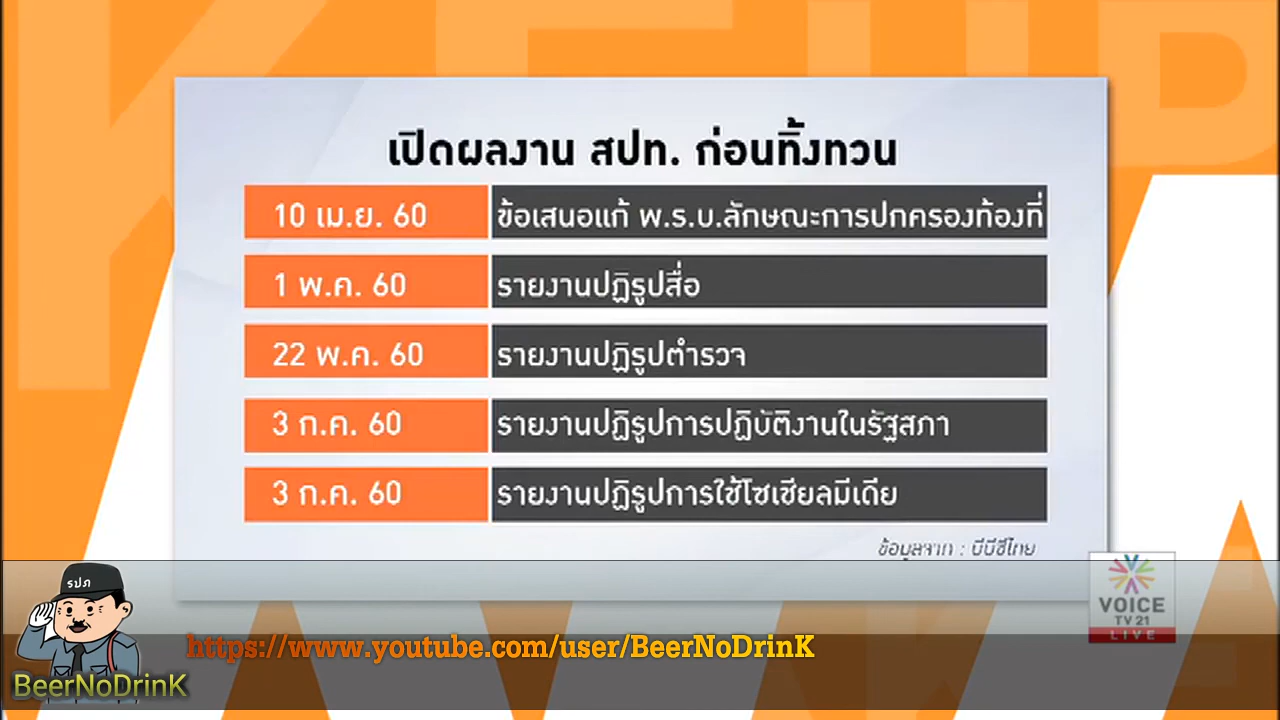 เปิดผลงาน สปท. ก่อนทิ้งทวน
10 เม.ย. 60 ข้อเสนอแก้ พ.ร.บ.ลักษณะการปกครองท้องที่
1 พ.ค. 60 รายงานปฏิรูปสื่อ
22 พ.ค. 60 รายงานปฏิรูปตำรวจ
3 ก.ค. 60 รายงานปฏิรูปการปฏิบัติงานในรัฐสภา
3 ก.ค. 60 รายงานปฏิรูปการใช้โซเชียลมีเดีย
ข้อมูลจาก : บีบีซีไทย
VOICE
TV 21
LIVE
รปภ
https://www.youtube.com/user/BeerNoDrinK
BeerNoDrinK